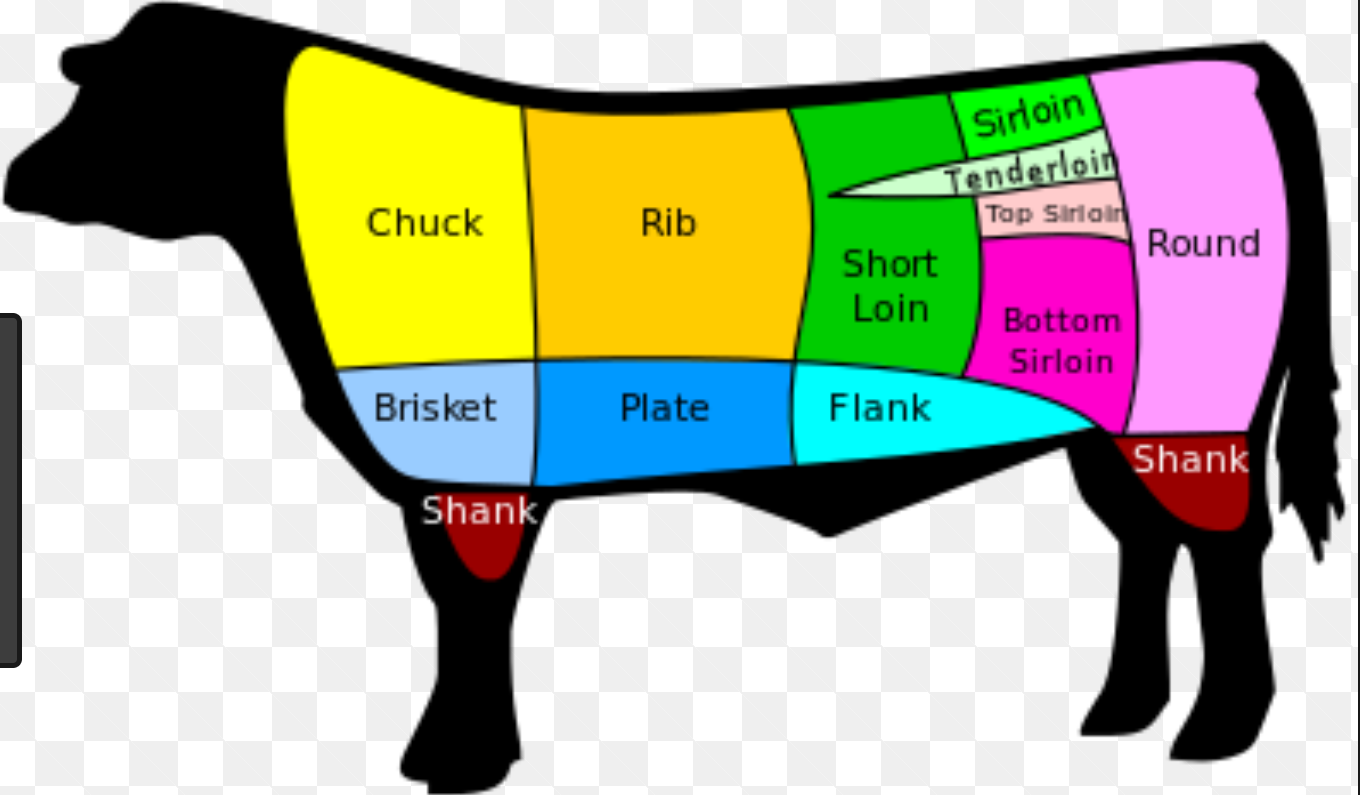 Sirloin
Tenderloin
Top Sirloin
Chuck
Rib
Round
Short
Loin
Bottom
Sirloin
Brisket
Plate
Flank
Shank
Shank